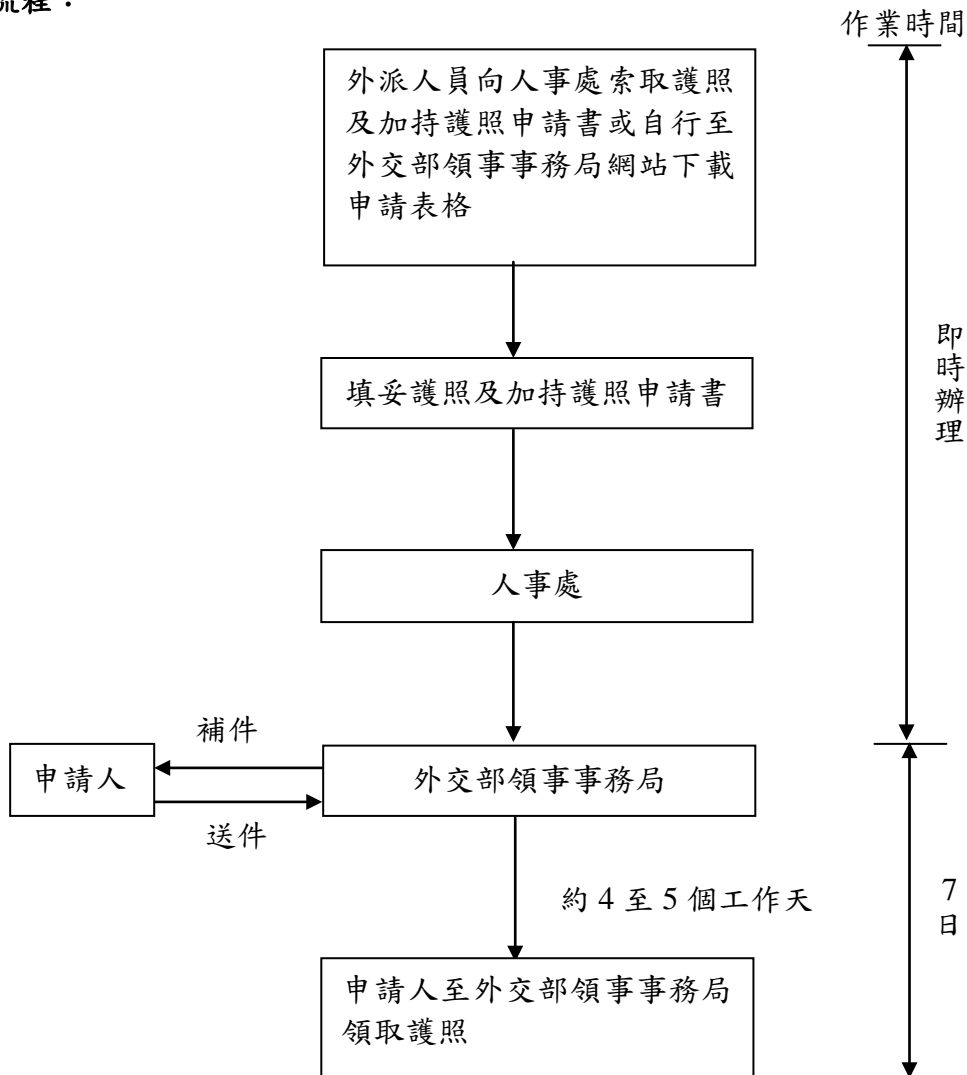 流程：
作業時間
外派人員向人事處索取護照
及加持護照申請書或自行至
外交部領事事務局網站下載
申請表格
即時辦理
填妥護照及加持護照申請書
人事處
補件
申請人
外交部領事事務局
送件
約 4 至 5 個工作天
7日
申請人至外交部領事事務局
領取護照